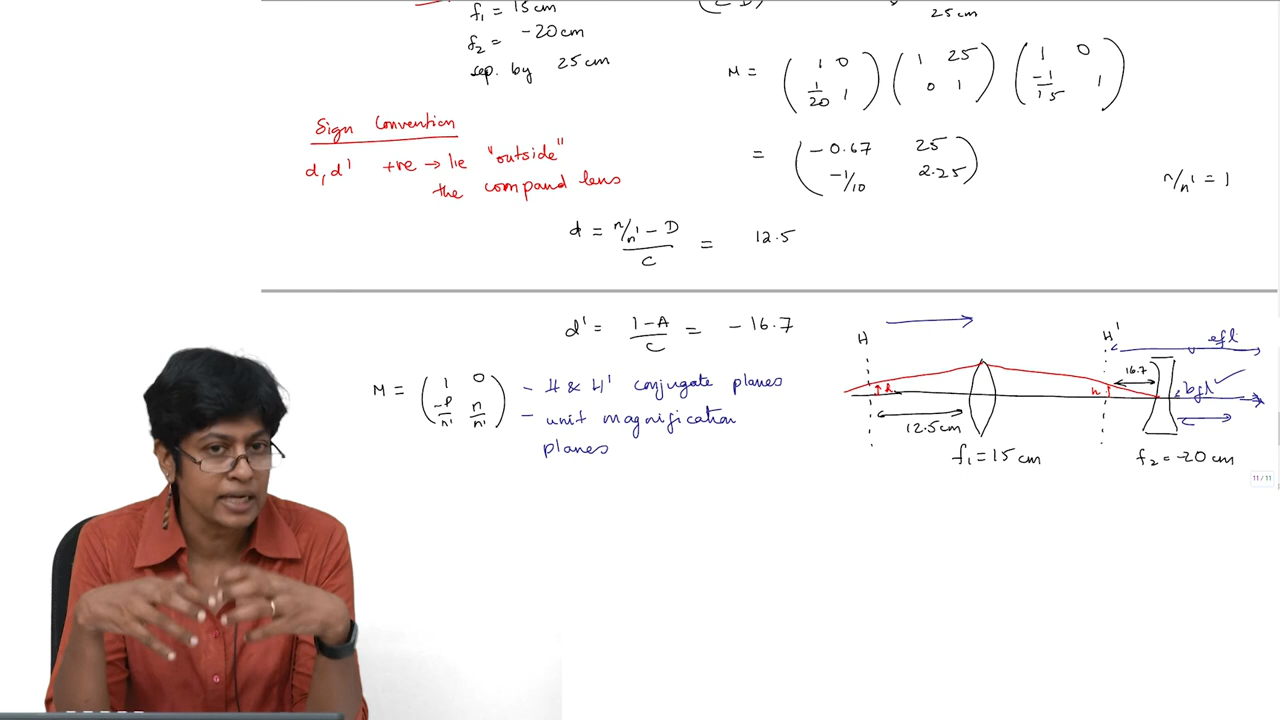 f₁ = 15 cm
f₂ = -20 cm
sep. by 25 cm
25 cm
M = ( 1 0 ; 1/20 1 ) ( 1 25 ; 0 1 ) ( 1 0 ; -1/15 1 )
Sign Convention
d, d' +ve → lie "outside"
the compound lens
= ( -0.67 25 ; -1/10 2.25 )
n/n' = 1
d = (n/n' - D)/C = 12.5
d' = (1-A)/C = -16.7
M = ( 1 0 ; -P/n' n/n' )
- H & H' conjugate planes
- unit magnification
planes
H
H'
efl
16.7
bfl ✓
h
h
12.5 cm
f₁ = 15 cm
f₂ = -20 cm
11 / 11